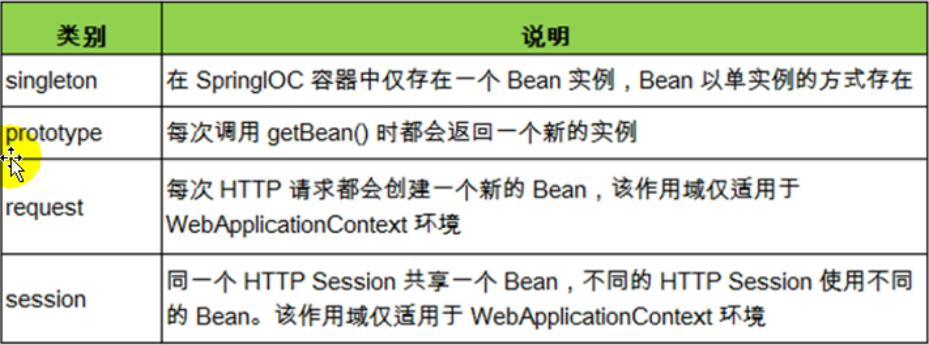 类别 说明
singleton 在 SpringIOC 容器中仅存在一个 Bean 实例，Bean 以单实例的方式存在
prototype 每次调用 getBean() 时都会返回一个新的实例
request 每次 HTTP 请求都会创建一个新的 Bean，该作用域仅适用于
WebApplicationContext 环境
session 同一个 HTTP Session 共享一个 Bean，不同的 HTTP Session 使用不同
的 Bean。该作用域仅适用于 WebApplicationContext 环境